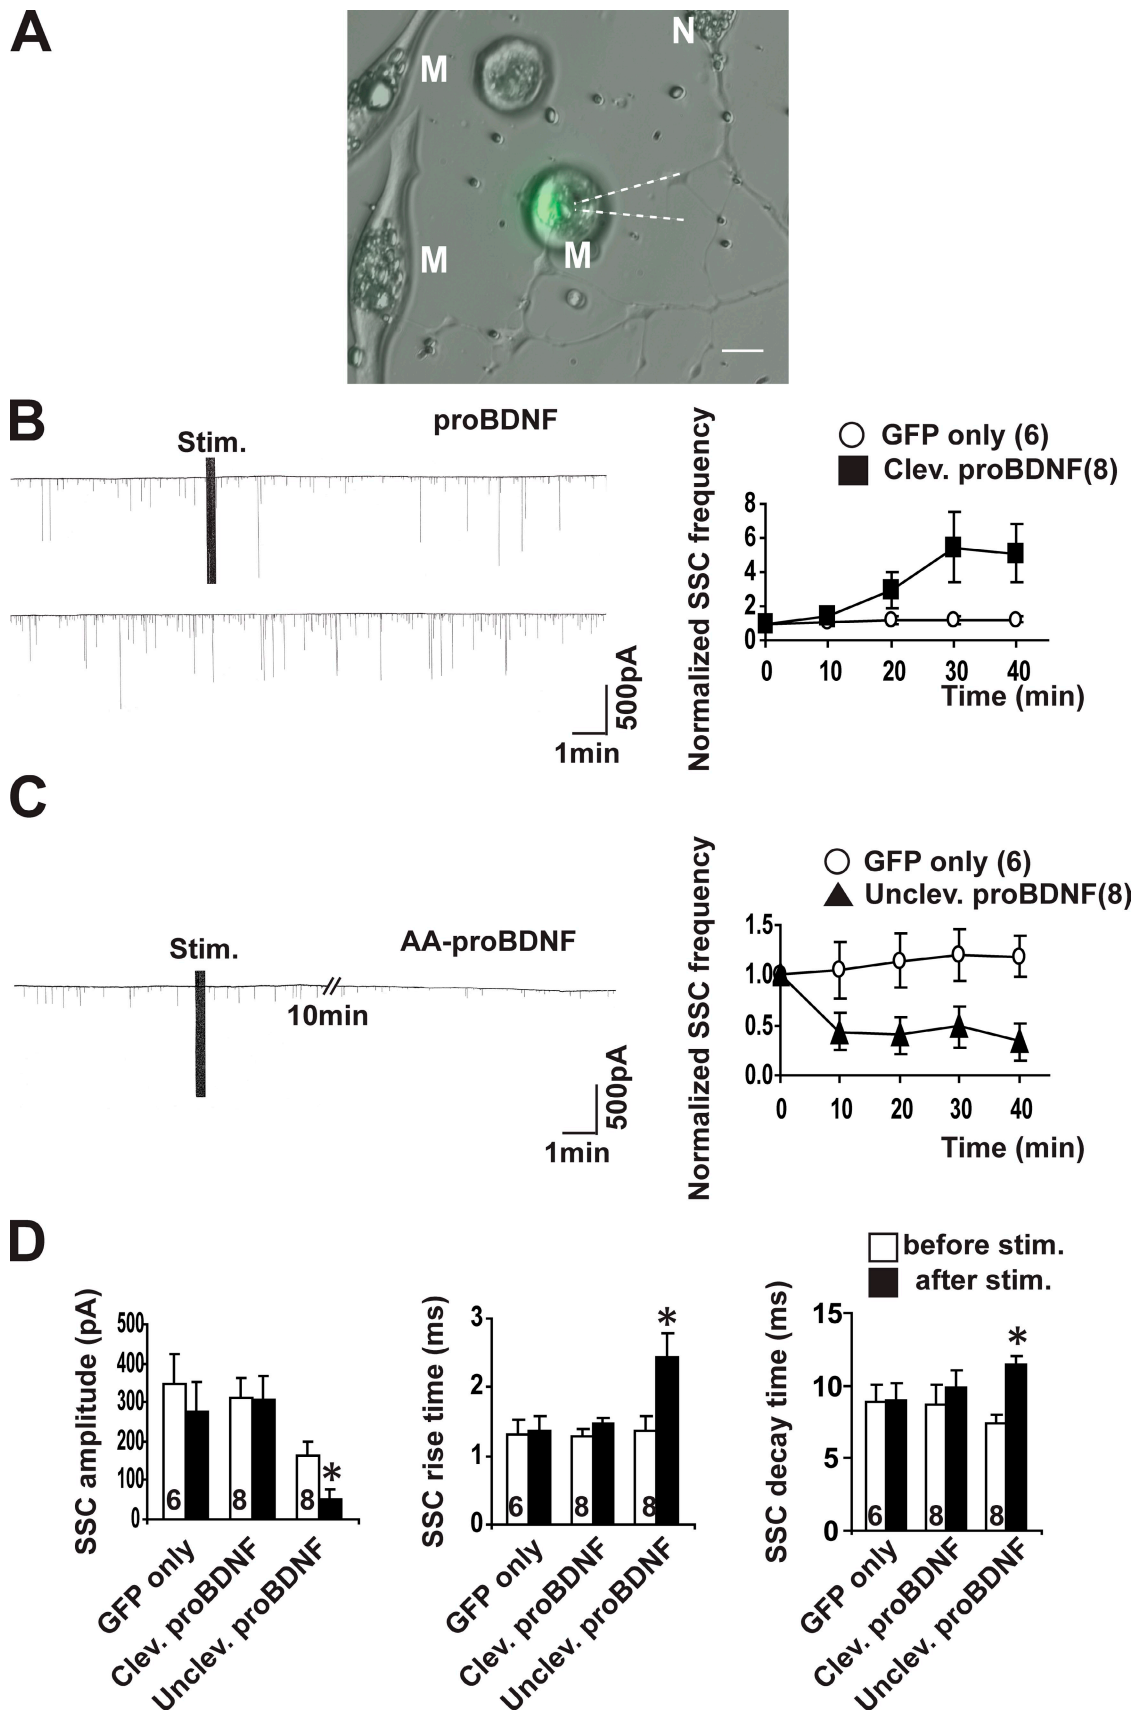 A
M
N
M
M
B
proBDNF
Stim.
500pA
1min
GFP only (6)
Clev. proBDNF(8)
Normalized SSC frequency
8
6
4
2
0
0 10 20 30 40
Time (min)
C
AA-proBDNF
Stim.
10min
500pA
1min
GFP only (6)
Unclev. proBDNF(8)
Normalized SSC frequency
1.5
1.0
0.5
0.0
0 10 20 30 40
Time (min)
D
before stim.
after stim.
SSC amplitude (pA)
500
400
300
200
100
0
*
6 8 8
GFP only
Clev. proBDNF
Unclev. proBDNF
SSC rise time (ms)
3
2
1
0
*
6 8 8
GFP only
Clev. proBDNF
Unclev. proBDNF
SSC decay time (ms)
15
10
5
0
*
6 8 8
GFP only
Clev. proBDNF
Unclev. proBDNF